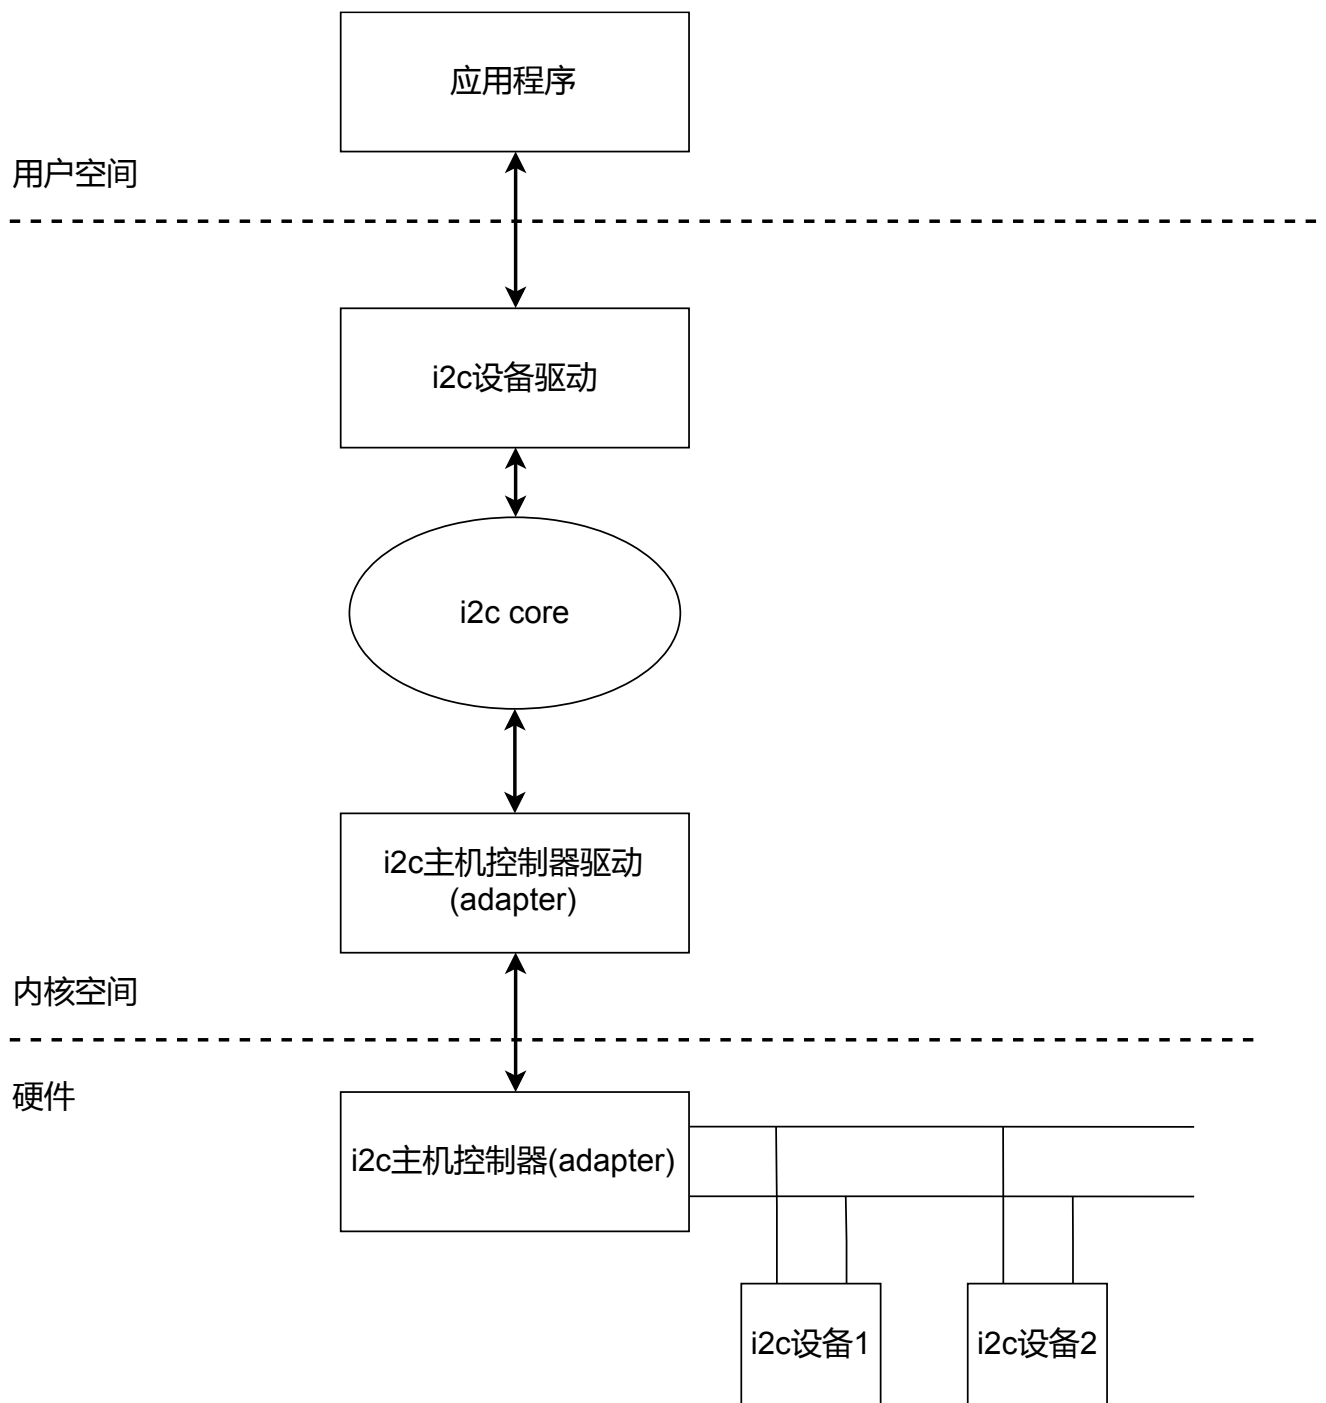 应用程序
用户空间
i2c设备驱动
i2c core
i2c主机控制器驱动
(adapter)
内核空间
硬件
i2c主机控制器(adapter)
i2c设备1
i2c设备2